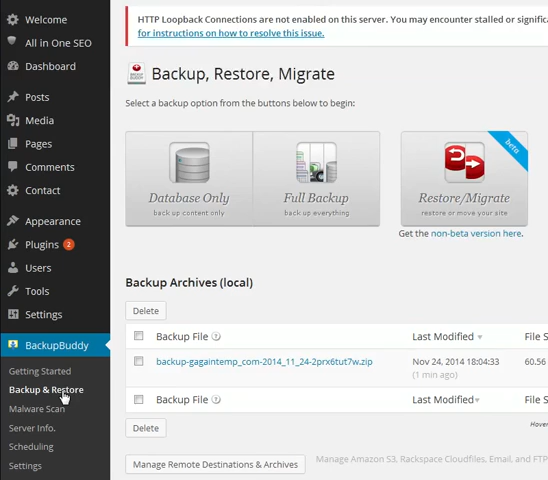 Welcome
All in One SEO
Dashboard
Posts
Media
Pages
Comments
Contact
Appearance
Plugins 2
Users
Tools
Settings
BackupBuddy
Getting Started
Backup & Restore
Malware Scan
Server Info.
Scheduling
Settings
HTTP Loopback Connections are not enabled on this server. You may encounter stalled or signific
for instructions on how to resolve this issue.
Backup, Restore, Migrate
Select a backup option from the buttons below to begin:
Database Only
back up content only
Full Backup
back up everything
Restore/Migrate
restore or move your site
beta
Get the non-beta version here.
Backup Archives (local)
Delete
Backup File ? Last Modified File S
backup-gagaintemp_com-2014_11_24-2prx6tut7w.zip Nov 24, 2014 18:04:33 60.56
(1 min ago)
Backup File ? Last Modified File S
Delete
Hover
Manage Remote Destinations & Archives
Manage Amazon S3, Rackspace Cloudfiles, Email, and FTP